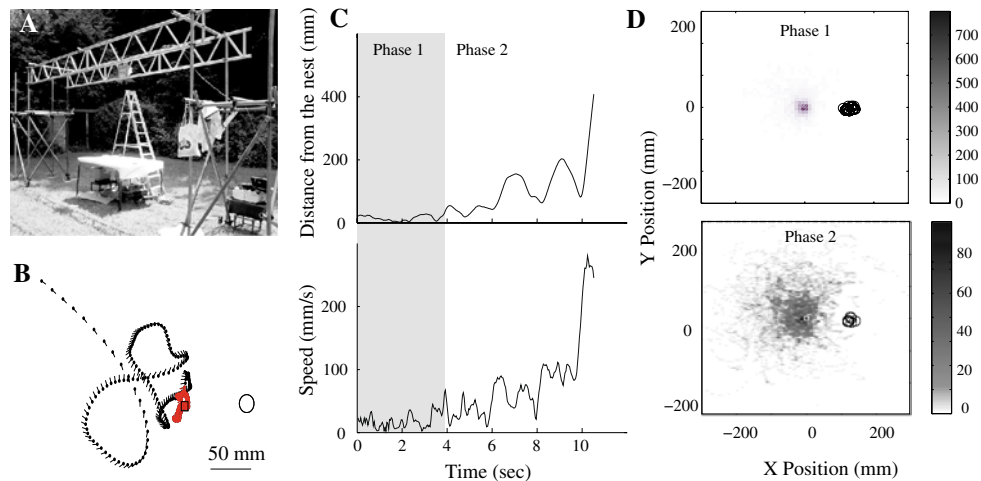 A
B
50 mm
C
Distance from the nest (mm)
Phase 1
Phase 2
400
200
0
Speed (mm/s)
200
100
0
0
2
4
6
8
10
Time (sec)
D
Y Position (mm)
Phase 1
200
0
−200
700
600
500
400
300
200
100
0
Phase 2
200
0
−200
80
60
40
20
0
−200
0
200
X Position (mm)